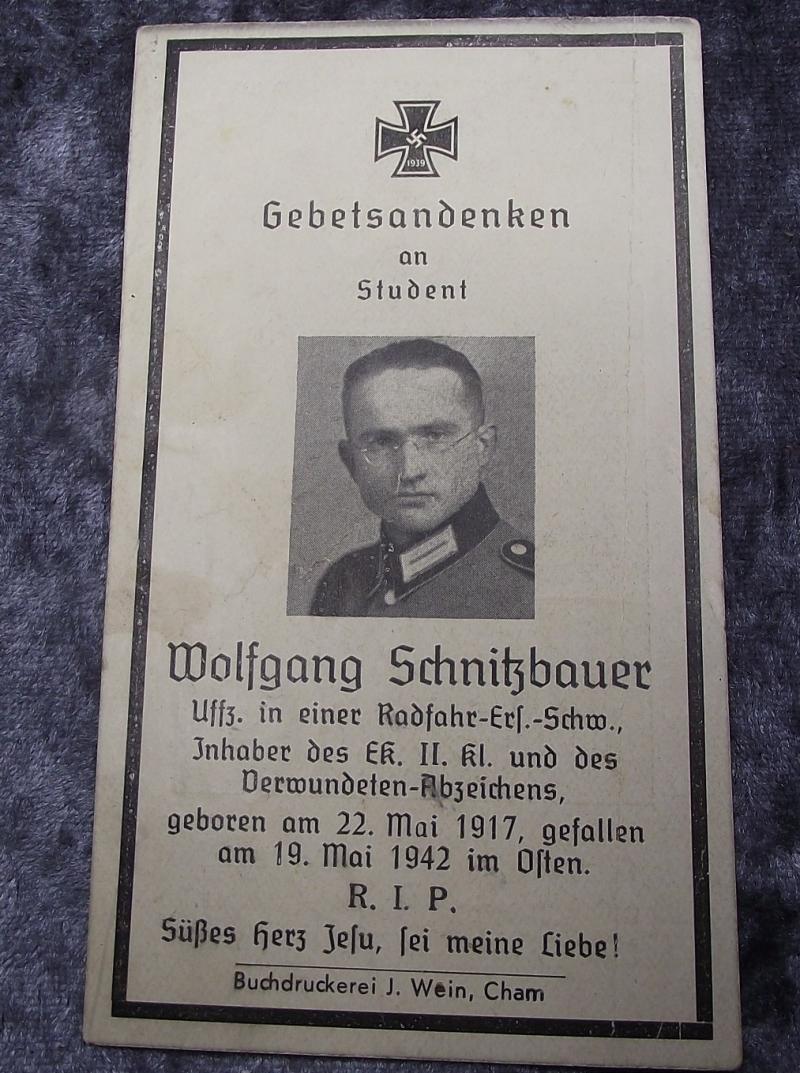 1939
Gebetsandenken
an
Student
Wolfgang Schnitzbauer
Uffz. in einer Radfahr-Ers.-Schw.,
Inhaber des EK. II. Kl. und des
Verwundeten-Abzeichens,
geboren am 22. Mai 1917, gefallen
am 19. Mai 1942 im Osten.
R. I. P.
Süßes Herz Jesu, sei meine Liebe!
Buchdruckerei J. Wein, Cham